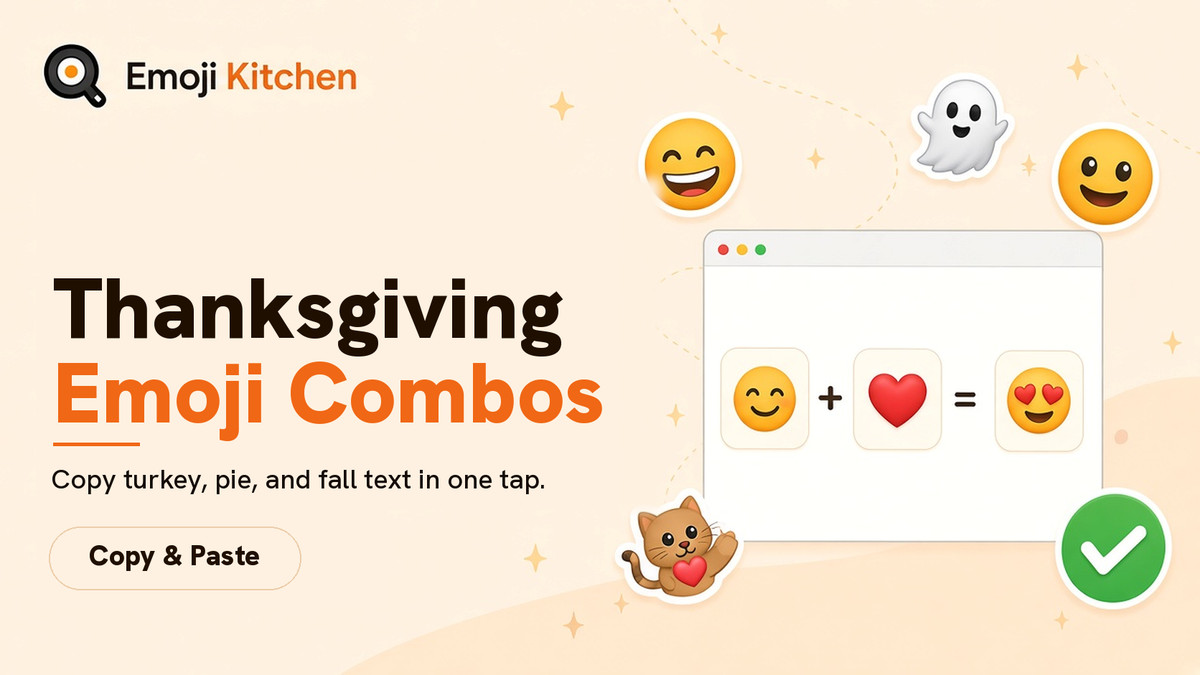 Emoji Kitchen
Thanksgiving
Emoji Combos
Copy turkey, pie, and fall text in one tap.
Copy & Paste
+ =